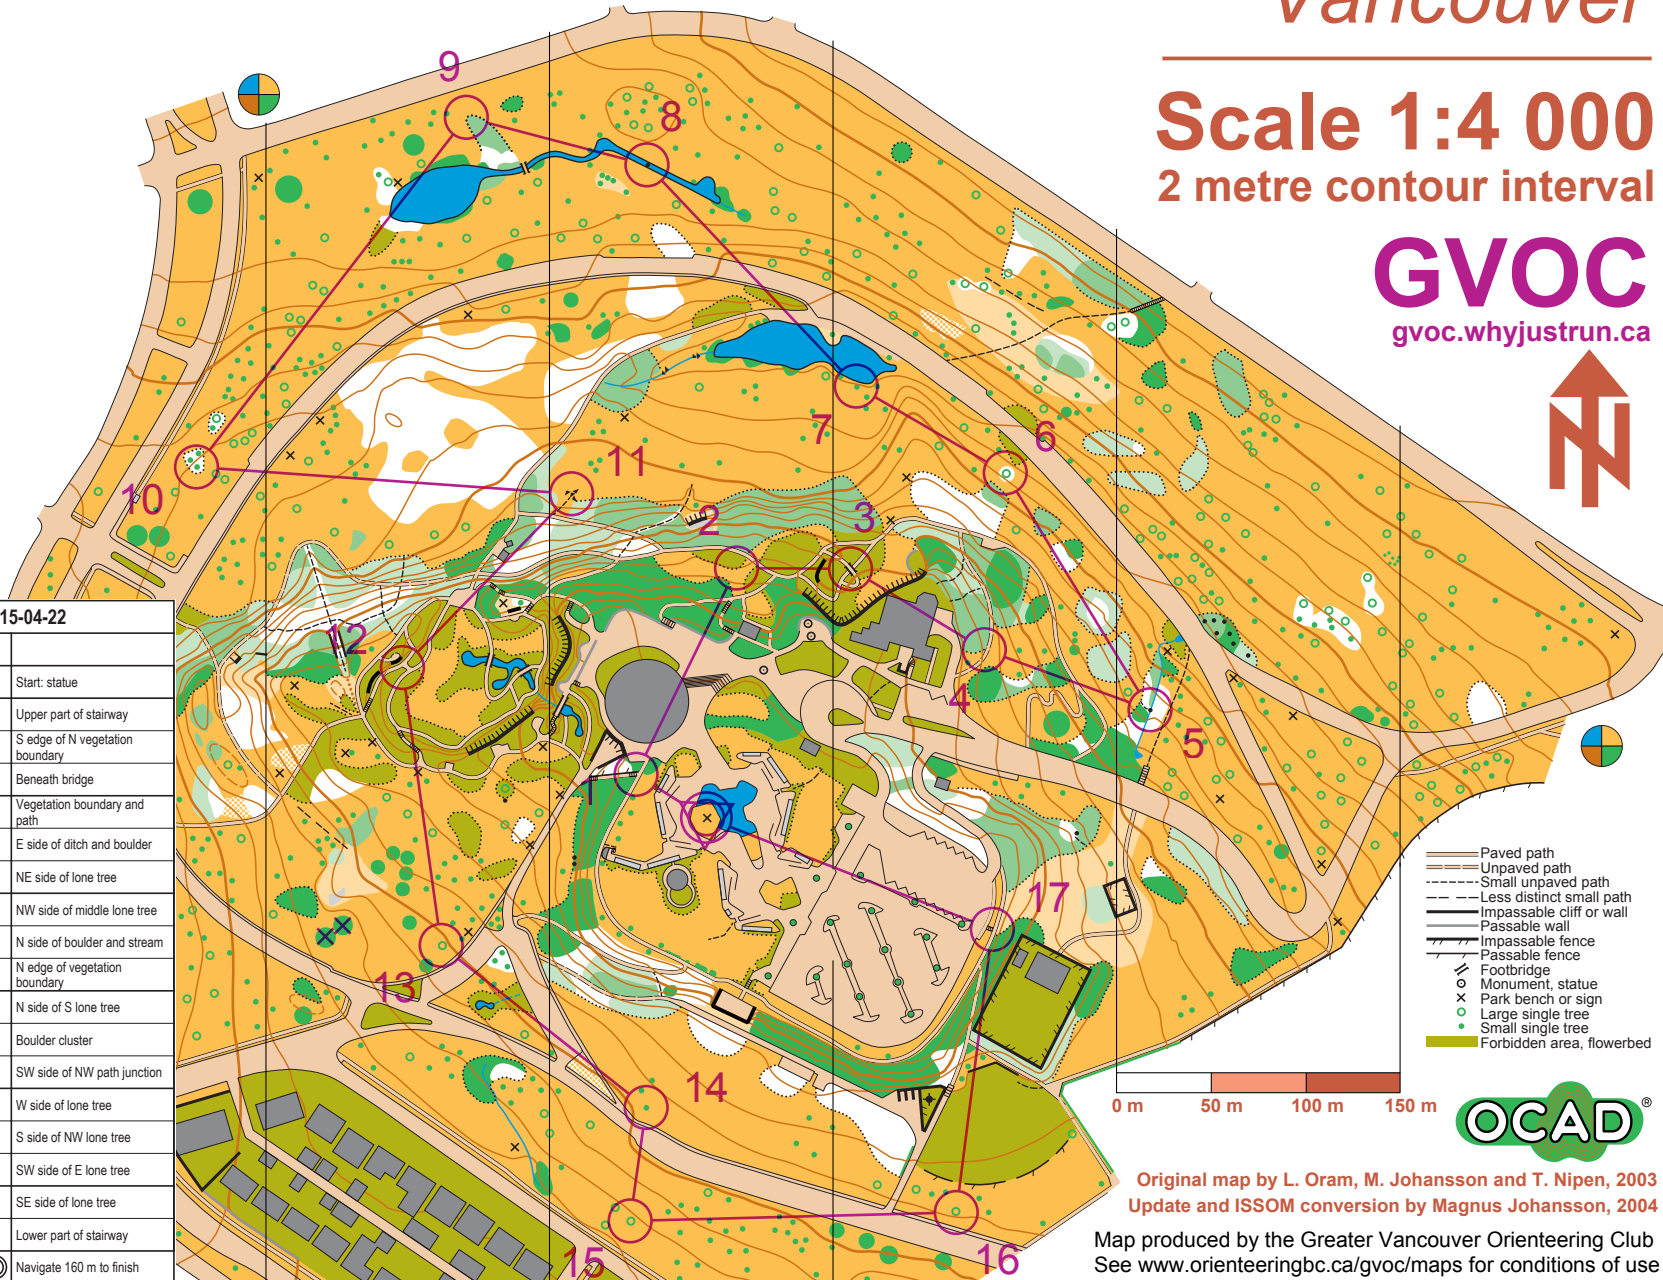 Vancouver
Scale 1:4 000
2 metre contour interval
GVOC
gvoc.whyjustrun.ca
N
9
8
7
6
11
10
2
3
12
4
5
1
17
13
14
15
16
15-04-22
Start: statue
Upper part of stairway
S edge of N vegetation
boundary
Beneath bridge
Vegetation boundary and
path
E side of ditch and boulder
NE side of lone tree
NW side of middle lone tree
N side of boulder and stream
N edge of vegetation
boundary
N side of S lone tree
Boulder cluster
SW side of NW path junction
W side of lone tree
S side of NW lone tree
SW side of E lone tree
SE side of lone tree
Lower part of stairway
Navigate 160 m to finish
Paved path
Unpaved path
Small unpaved path
Less distinct small path
Impassable cliff or wall
Passable wall
Impassable fence
Passable fence
Footbridge
Monument, statue
Park bench or sign
Large single tree
Small single tree
Forbidden area, flowerbed
0 m 50 m 100 m 150 m
OCAD ®
Original map by L. Oram, M. Johansson and T. Nipen, 2003
Update and ISSOM conversion by Magnus Johansson, 2004
Map produced by the Greater Vancouver Orienteering Club
See www.orienteeringbc.ca/gvoc/maps for conditions of use